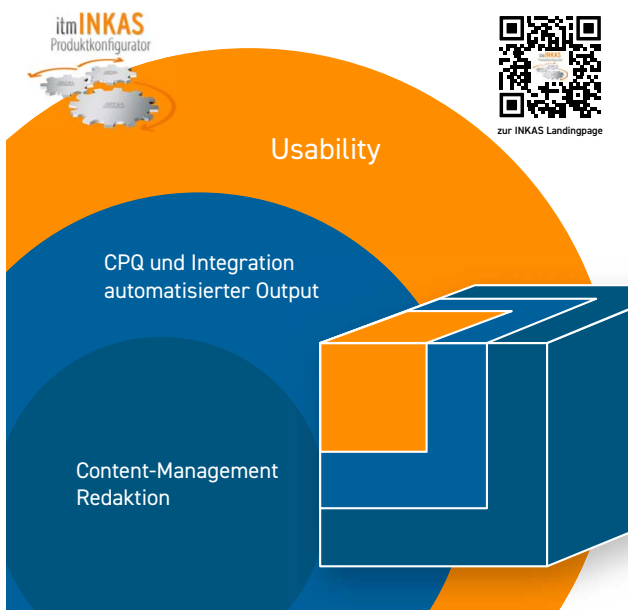 itmINKAS
Produktkonfigurator
zur INKAS Landingpage
Usability
CPQ und Integration
automatisierter Output
Content-Management
Redaktion